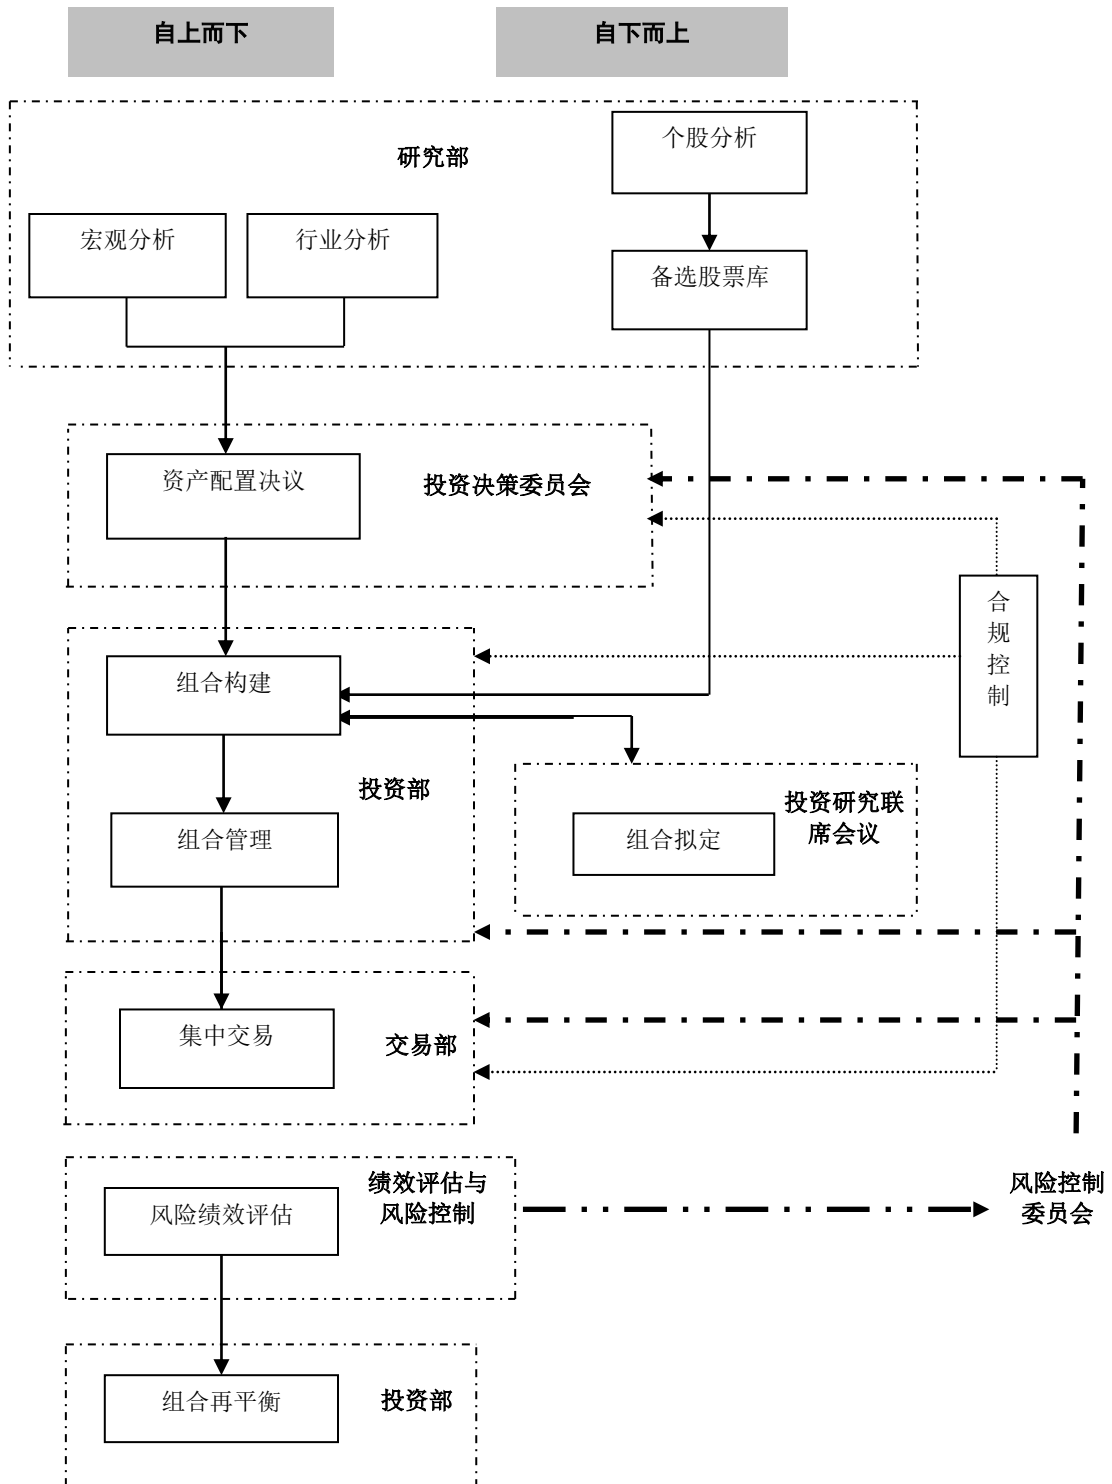 自上而下
自下而上
研究部
个股分析
宏观分析
行业分析
备选股票库
资产配置决议
投资决策委员会
合
规
控
制
组合构建
投资部
投资研究联
席会议
组合管理
组合拟定
集中交易
交易部
绩效评估与
风险控制
风险绩效评估
风险控制
委员会
组合再平衡
投资部